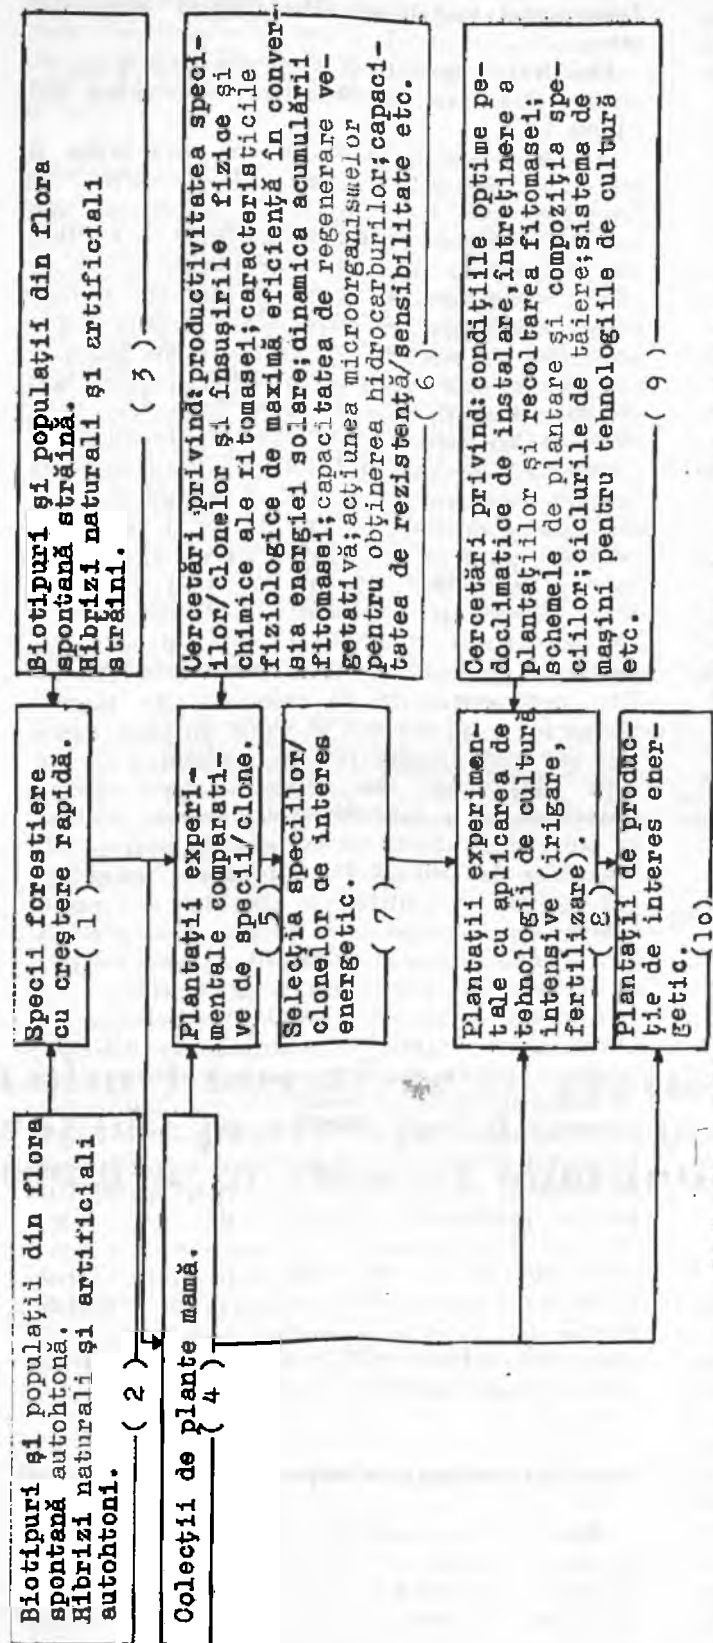 Biotipuri şi populaţii din flora
spontană autohtonă.
Hibrizi naturali şi artificiali
autohtoni.
( 2 )
Specii forestiere
cu creştere rapidă.
( 1 )
Biotipuri şi populaţii din flora
spontană străină.
Hibrizi naturali şi artificiali
străini.
( 3 )
Colecţii de plante mamă.
( 4 )
Plantaţii experi-
mentale comparati-
ve de specii/clone.
( 5 )
Cercetări privind: productivitatea speci-
ilor/clonelor şi însuşirile fizice şi
chimice ale fitomasei; caracteristicile
fiziologice de maximă eficienţă în conver-
sia energiei solare; dinamica acumulării
fitomasei; capacitatea de regenerare ve-
getativă; acţiunea microorganismelor
pentru obţinerea hidrocarburilor; capaci-
tatea de rezistenţă/sensibilitate etc.
( 6 )
Selecţia speciilor/
clonelor de interes
energetic.
( 7 )
Plantaţii experimen-
tale cu aplicarea de
tehnologii de cultură
intensive (irigare,
fertilizare)
( 8 )
Cercetări privind: condiţiile optime pe-
doclimatice de instalare, întreţinere a
plantaţiilor şi recoltarea fitomasei;
schemele de plantare şi compoziţia spe-
ciilor; ciclurile de tăiere; sistema de
maşini pentru tehnologiile de cultură
etc.
( 9 )
Plantaţii de produc-
ţie de interes ener-
getic.
(10)